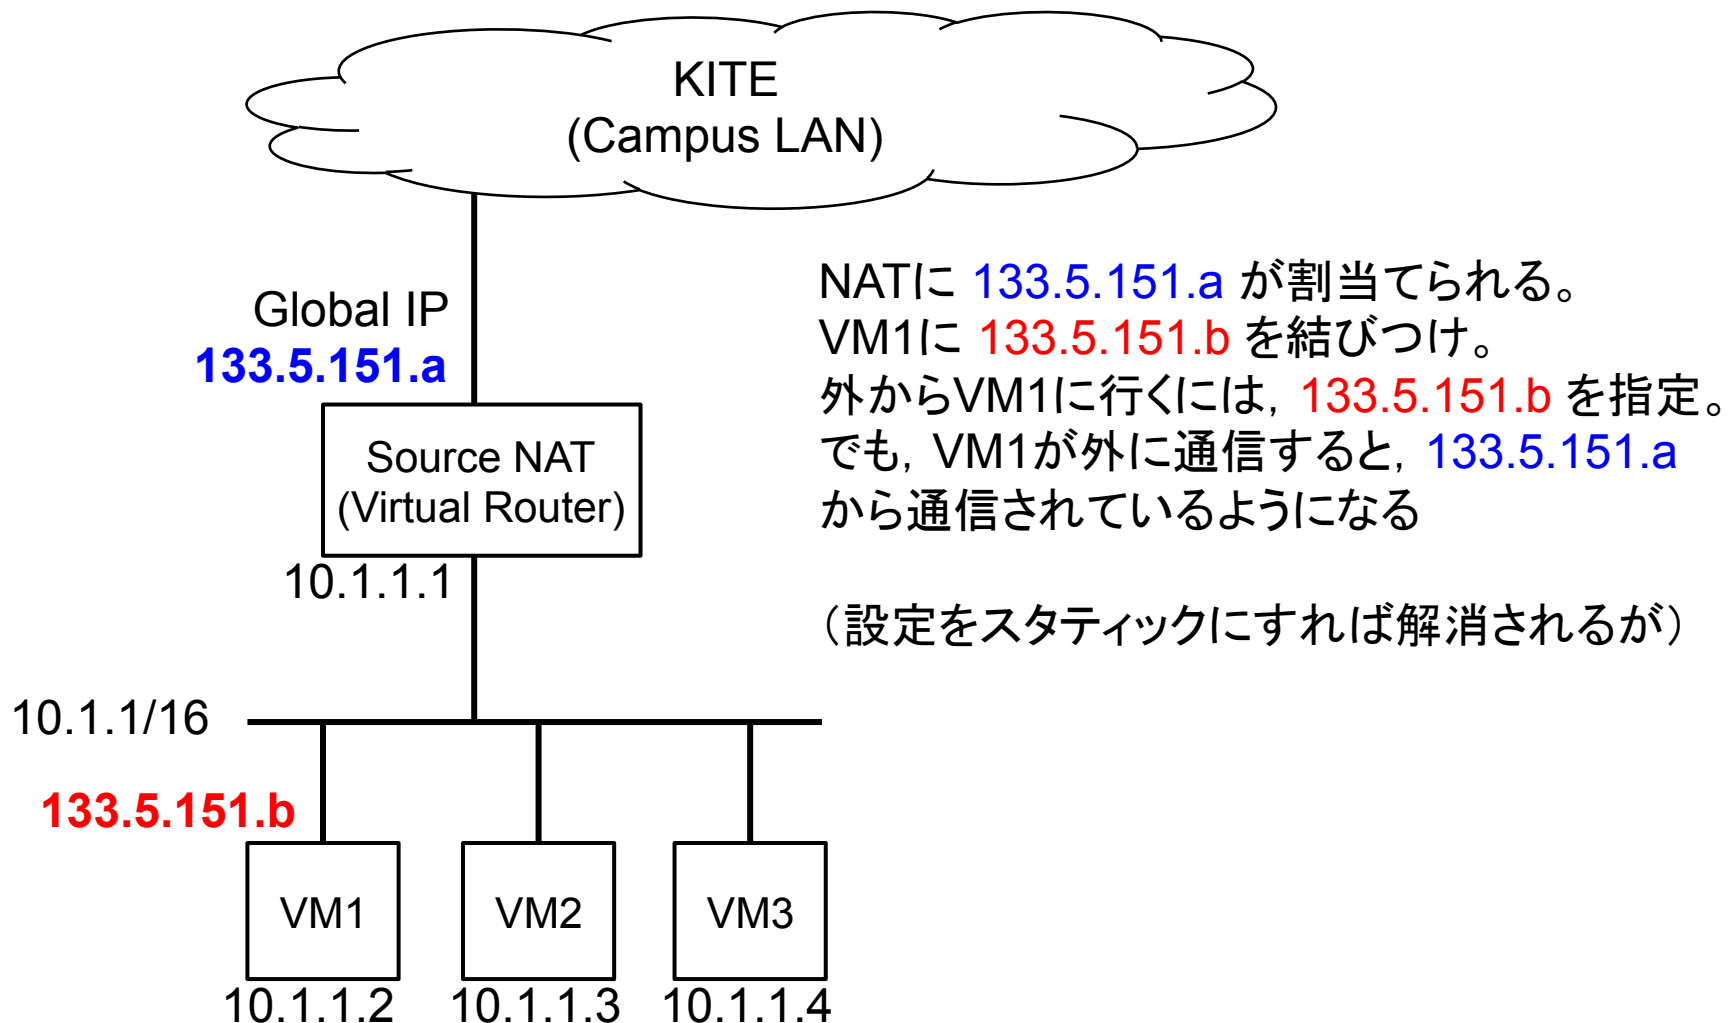 KITE
(Campus LAN)
Global IP
133.5.151.a
Source NAT
(Virtual Router)
10.1.1.1
NATに 133.5.151.a が割当てられる。
VM1に 133.5.151.b を結びつけ。
外からVM1に行くには, 133.5.151.b を指定。
でも, VM1が外に通信すると, 133.5.151.a
から通信されているようになる
（設定をスタティックにすれば解消されるが）
10.1.1/16
133.5.151.b
VM1
VM2
VM3
10.1.1.2
10.1.1.3
10.1.1.4